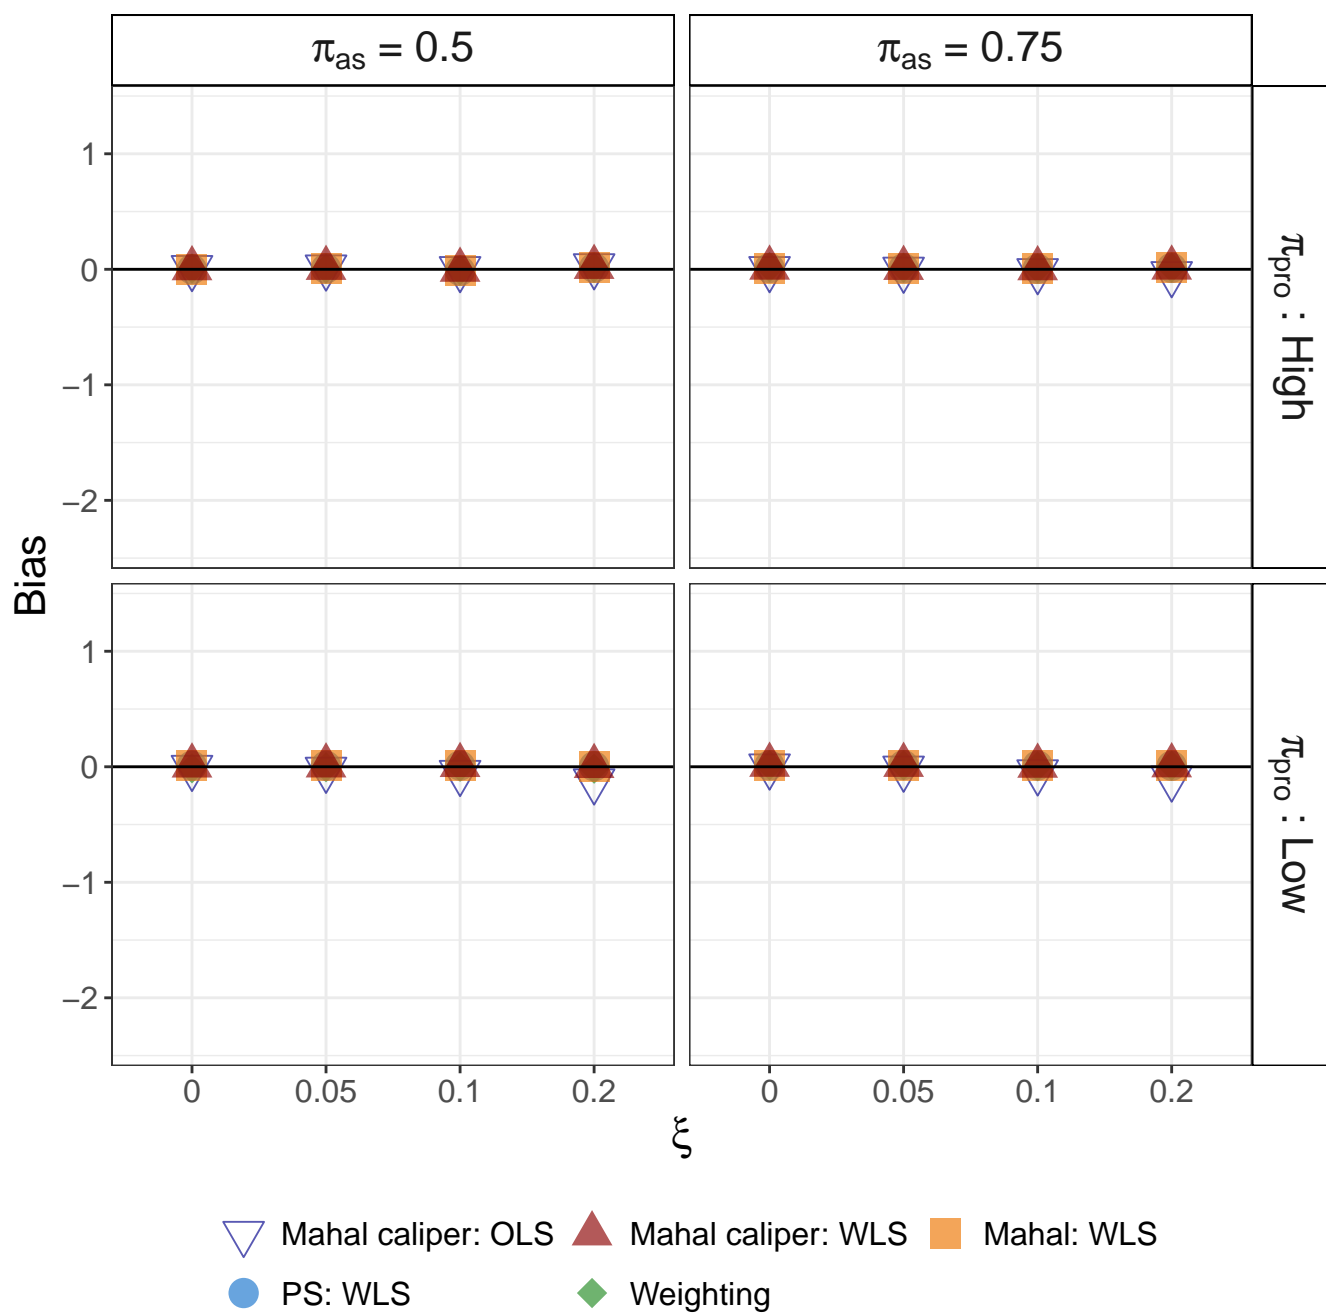 πas = 0.5
πas = 0.75
1
0
−1
−2
πpro : High
Bias
1
0
−1
−2
πpro : Low
0 0.05 0.1 0.2
0 0.05 0.1 0.2
ξ
Mahal caliper: OLS Mahal caliper: WLS Mahal: WLS
PS: WLS Weighting